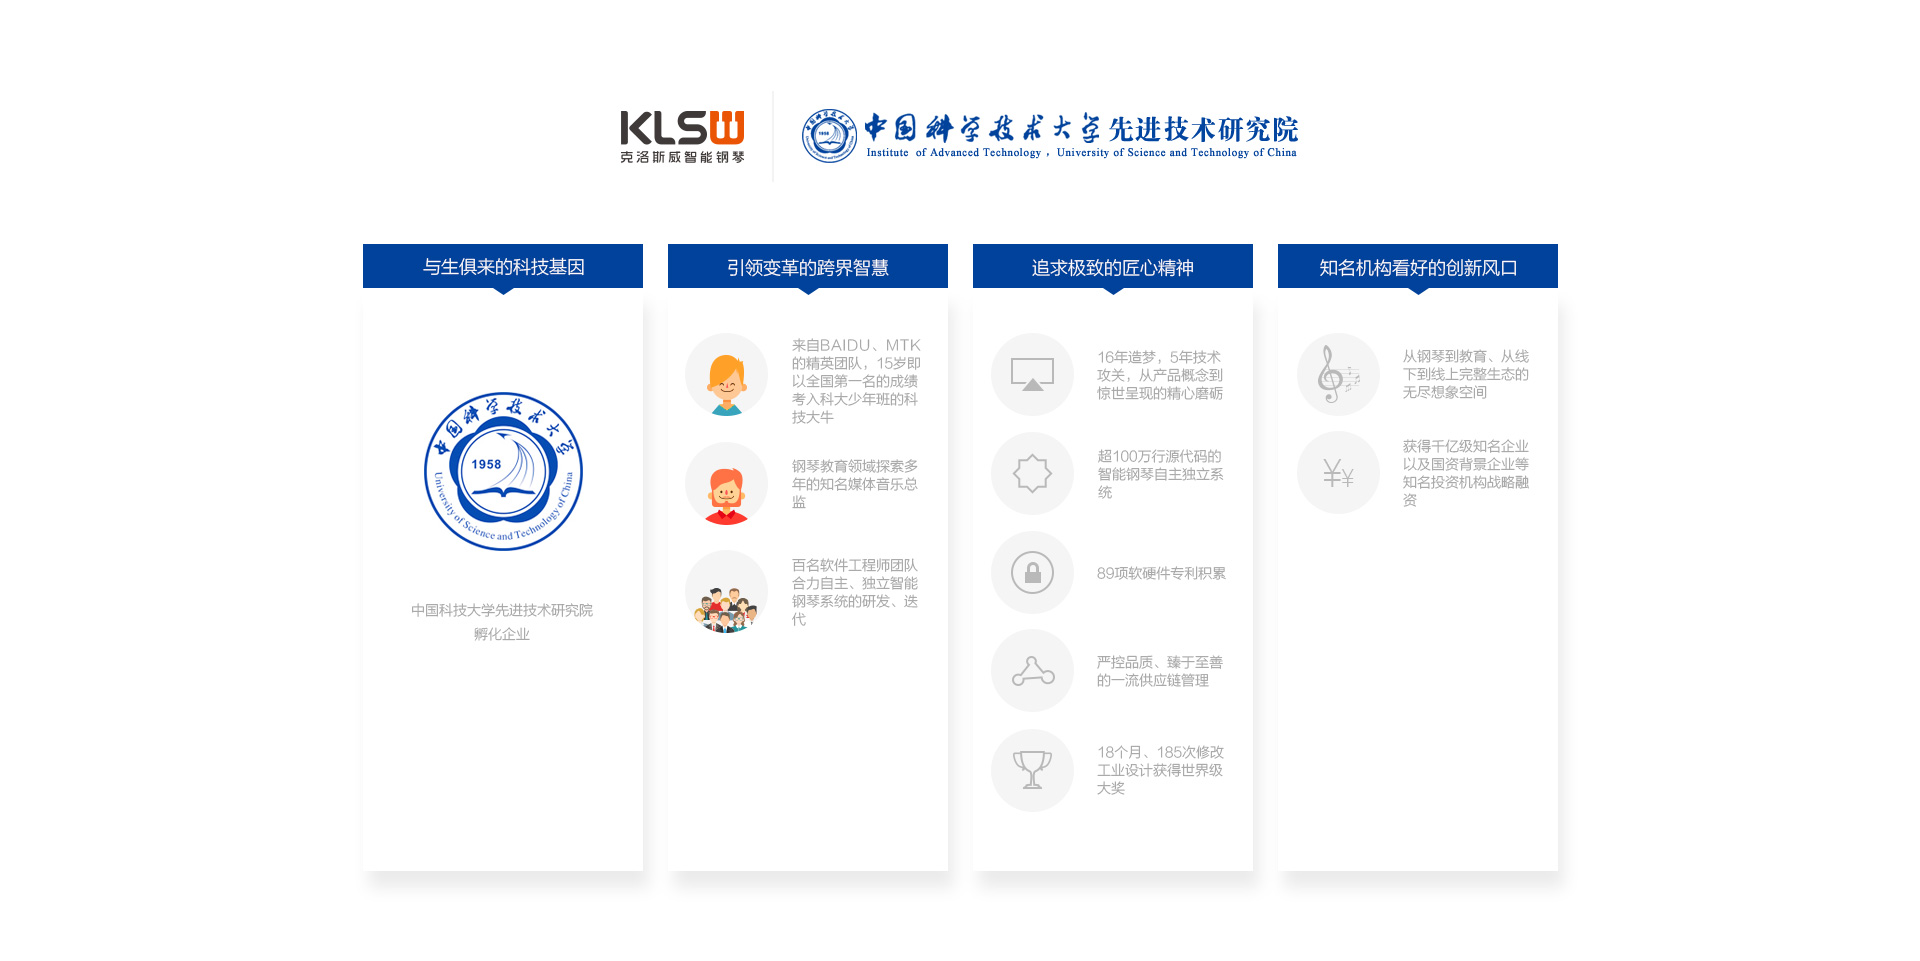 KLSW
克洛斯威智能钢琴
中国科学技术大学先进技术研究院
Institute of Advanced Technology，University of Science and Technology of China
与生俱来的科技基因
中国科学技术大学
1958
University of Science and Technology of China
中国科技大学先进技术研究院
孵化企业
引领变革的跨界智慧
来自BAIDU、MTK
的精英团队，15岁即
以全国第一名的成绩
考入科大少年班的科
技大牛
钢琴教育领域探索多
年的知名媒体音乐总
监
百名软件工程师团队
合力自主、独立智能
钢琴系统的研发、迭
代
追求极致的匠心精神
16年造梦，5年技术
攻关，从产品概念到
惊世呈现的精心磨砺
超100万行源代码的
智能钢琴自主独立系
统
89项软硬件专利积累
严控品质、臻于至善
的一流供应链管理
18个月、185次修改
工业设计获得世界级
大奖
知名机构看好的创新风口
从钢琴到教育、从线
下到线上完整生态的
无尽想象空间
¥¥
获得千亿级知名企业
以及国资背景企业等
知名投资机构战略融
资